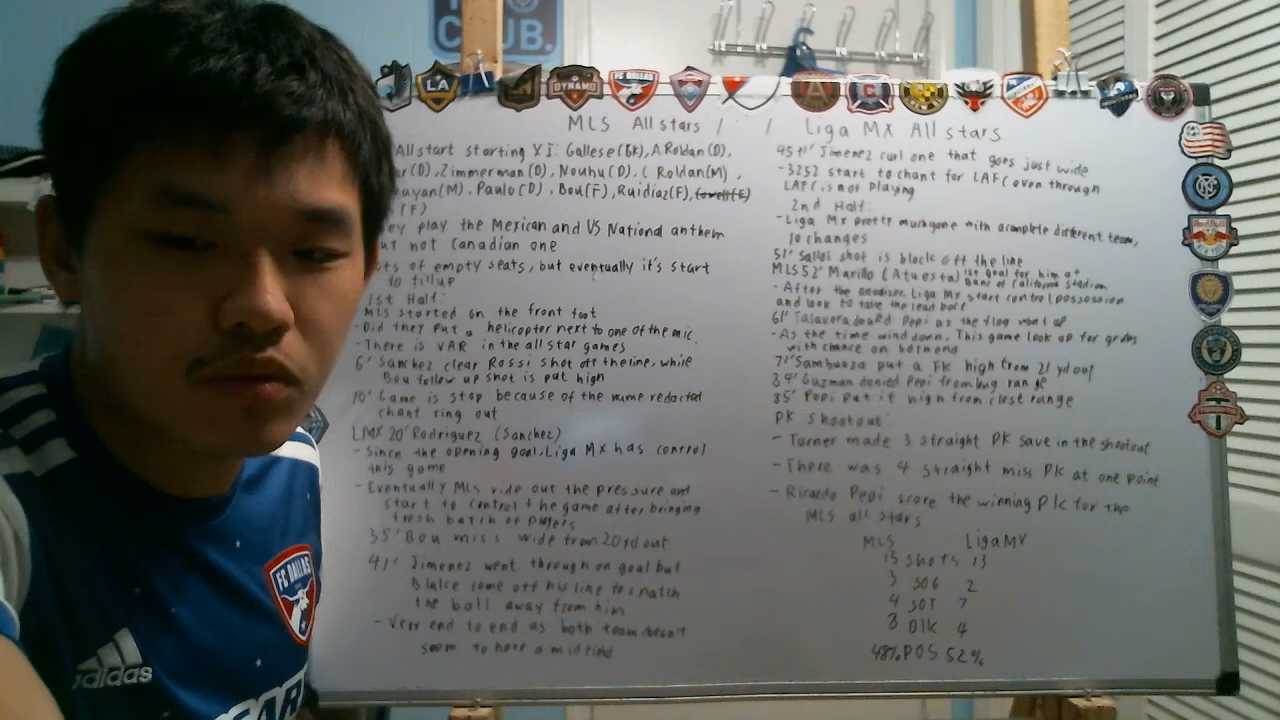 CLUB.
LA
DYNAMO
MLS All stars / / Liga MX All stars
All start starting XI: Gallese(GK), A Roldan(D),
r(D), Zimmerman(D), Nouhu(D), C Roldan(M),
ayan(M), Paulo(D), Bou(F), Ruidiaz(F),
(F)
ey play the Mexican and US National anthem
ut not Canadian one
ots of empty seats, but eventually it's start
to fill up
1st Half:
MLS started on the front foot
- Did they put a helicopter next to one of the mic
- There is VAR in the all star games
6' Sanchez clear Rossi shot off the line, while
Bou follow up shot is put high
10' Game is stop because of the name redacted
chant ring out
LMX 20' Rodriguez (Sanchez)
- Since the opening goal, Liga Mx has control
this game
- Eventually MLS ride out the pressure and
start to control the game after bringing
fresh batch of players
35' Bou miss wide from 20 yd out
41' Jimenez went through on goal but
Blake come off his line to snatch
the ball away from him
- Very end to end as both team doesn't
seem to have a midfield
45+1' Jimenez curl one that goes just wide
- 3252 start to chant for LAFC even through
LAFC is not playing
2nd Half:
- Liga Mx pretty much gone with a complete different team,
10 changes
51' Salles shot is block off the line
MLS 52' Murillo (Atuesta) 1st goal for him at
Banc of California stadium
- After the equaliser, Liga Mx start control possession
and look to take the lead back
61' Talavera denied Pepi as the flag went up
- As the time wind down, This game look up for grabs
with chance on both end
71' Sambueza put a FK high from 21 yd out
84' Guzman denied Pepi from long range
85' Pepi put it high from close range
PK shootout:
- Turner made 3 straight PK save in the shootout
- There was 4 straight miss PK at one point
- Ricardo Pepi score the winning PK for the
MLS all stars
MLS Liga MX
13 shots 13
3 SOG 2
4 SOT 7
8 Blk 4
48% POS 52%
FC DALLAS
adidas